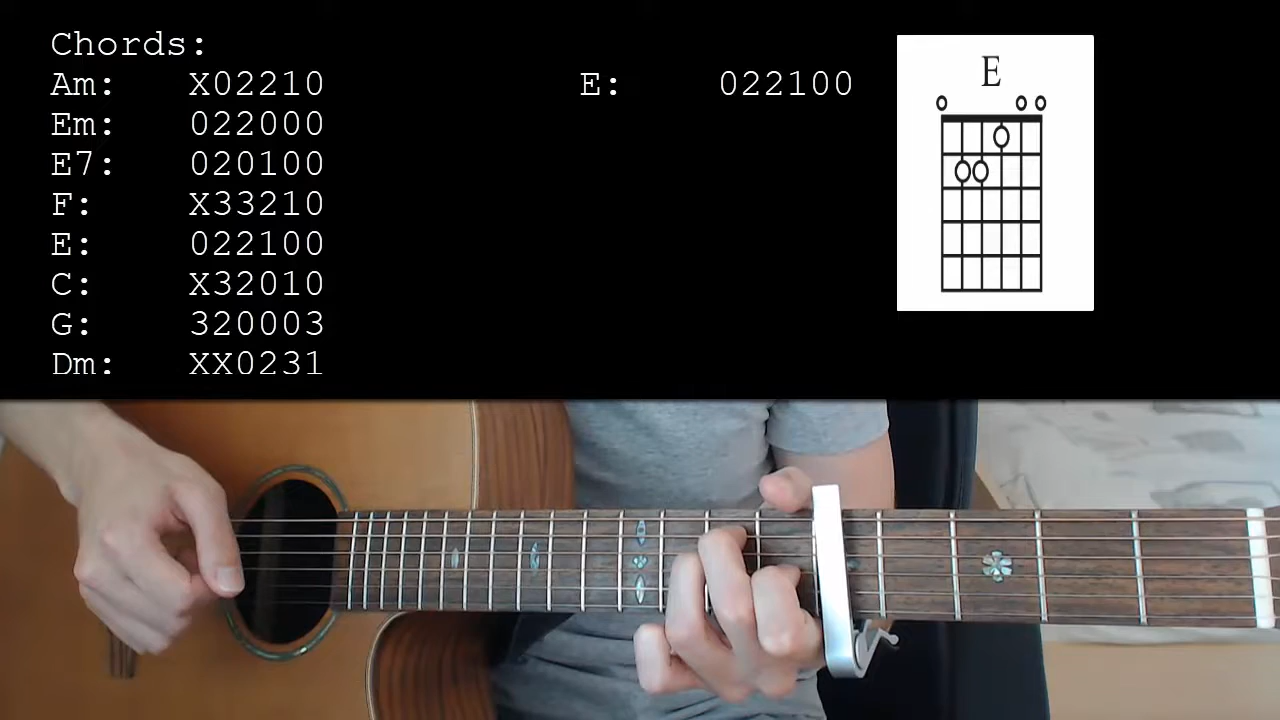 Chords:
Am: X02210
Em: 022000
E7: 020100
F: X33210
E: 022100
C: X32010
G: 320003
Dm: XX0231
E: 022100
E